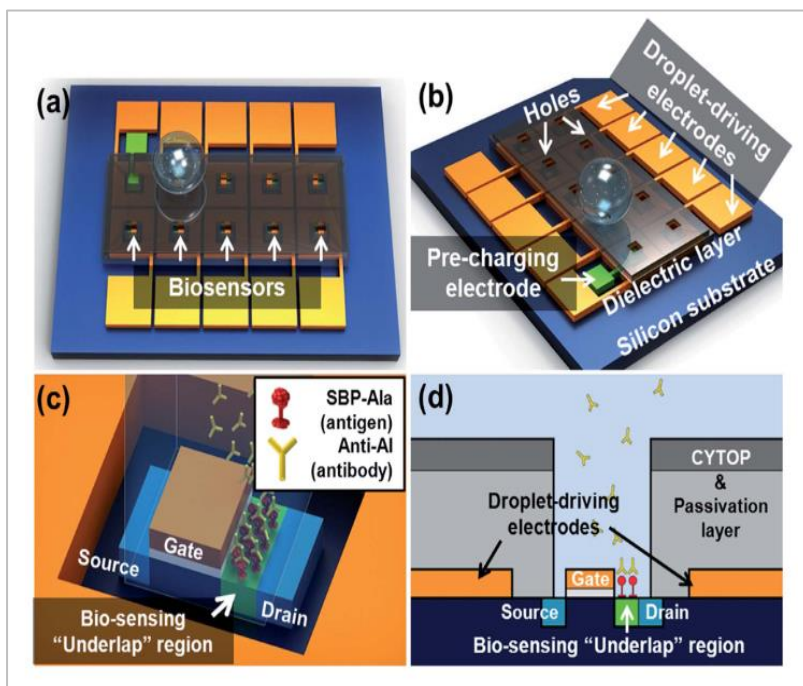 (a)
Biosensors
(b)
Holes
Droplet-driving
electrodes
Pre-charging
electrode
Dielectric layer
Silicon substrate
(c)
SBP-Ala
(antigen)
Anti-AI
(antibody)
Gate
Source
Drain
Bio-sensing
“Underlap” region
(d)
CYTOP
&
Passivation
layer
Droplet-driving
electrodes
Gate
Source
Drain
Bio-sensing “Underlap” region